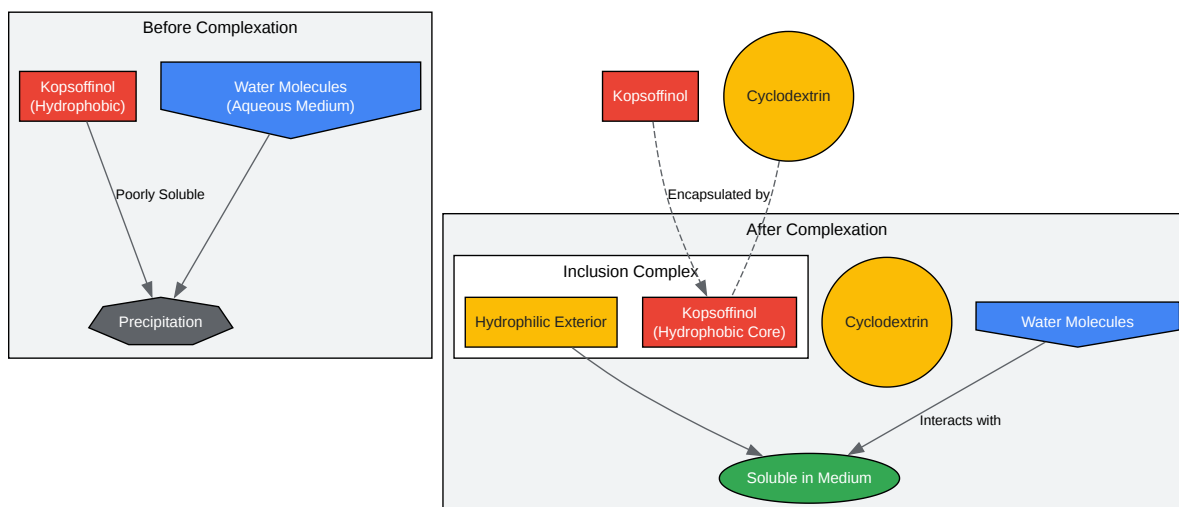 Before Complexation
Kopsoffinol
(Hydrophobic)
Water Molecules
(Aqueous Medium)
Poorly Soluble
Precipitation
Kopsoffinol
Cyclodextrin
Encapsulated by
After Complexation
Inclusion Complex
Hydrophilic Exterior
Kopsoffinol
(Hydrophobic Core)
Cyclodextrin
Water Molecules
Interacts with
Soluble in Medium